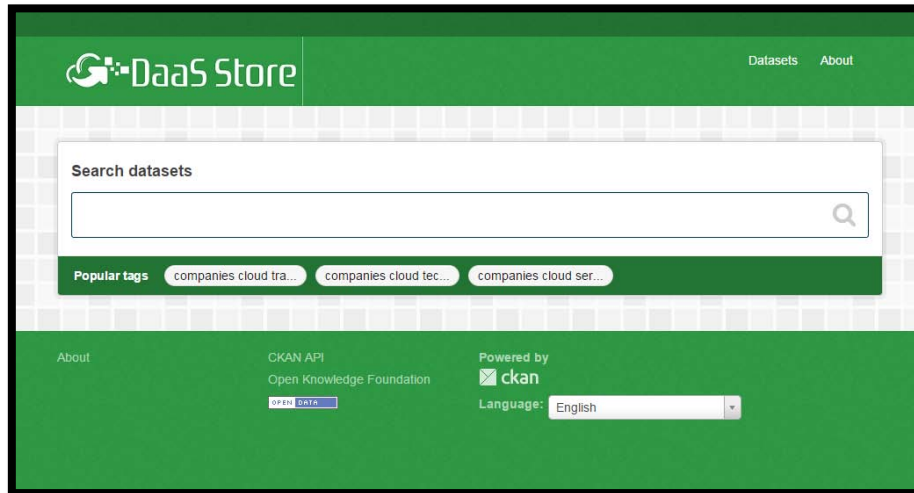 DaaS Store
Datasets About
Search datasets
Popular tags companies cloud tra... companies cloud tec... companies cloud ser...
About
CKAN API
Open Knowledge Foundation
OPEN DATA
Powered by
ckan
Language: English